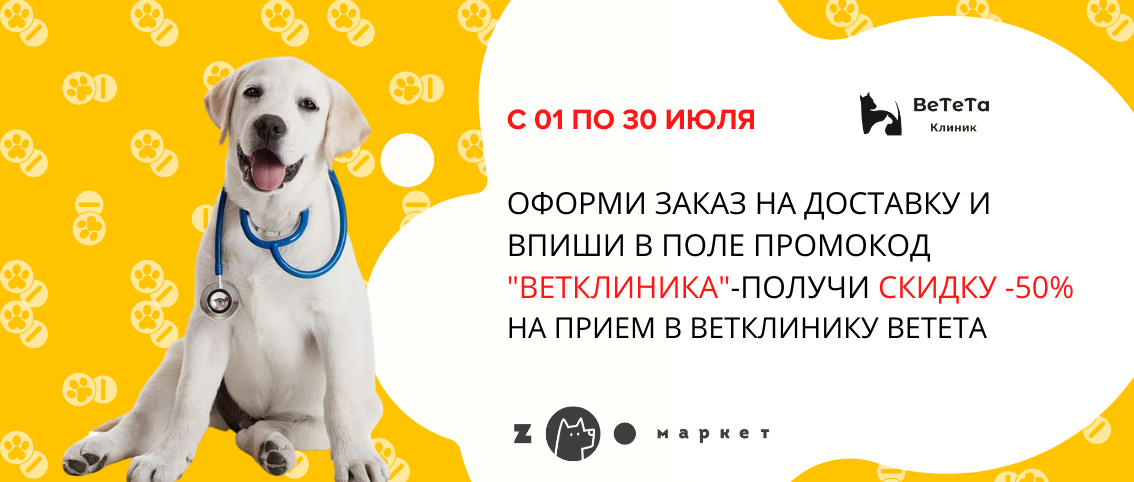 С 01 ПО 30 ИЮЛЯ
ВеТеТа
Клиник
ОФОРМИ ЗАКАЗ НА ДОСТАВКУ И
ВПИШИ В ПОЛЕ ПРОМОКОД
"ВЕТКЛИНИКА"-ПОЛУЧИ СКИДКУ -50%
НА ПРИЕМ В ВЕТКЛИНИКУ ВЕТЕТА
ZOO маркет